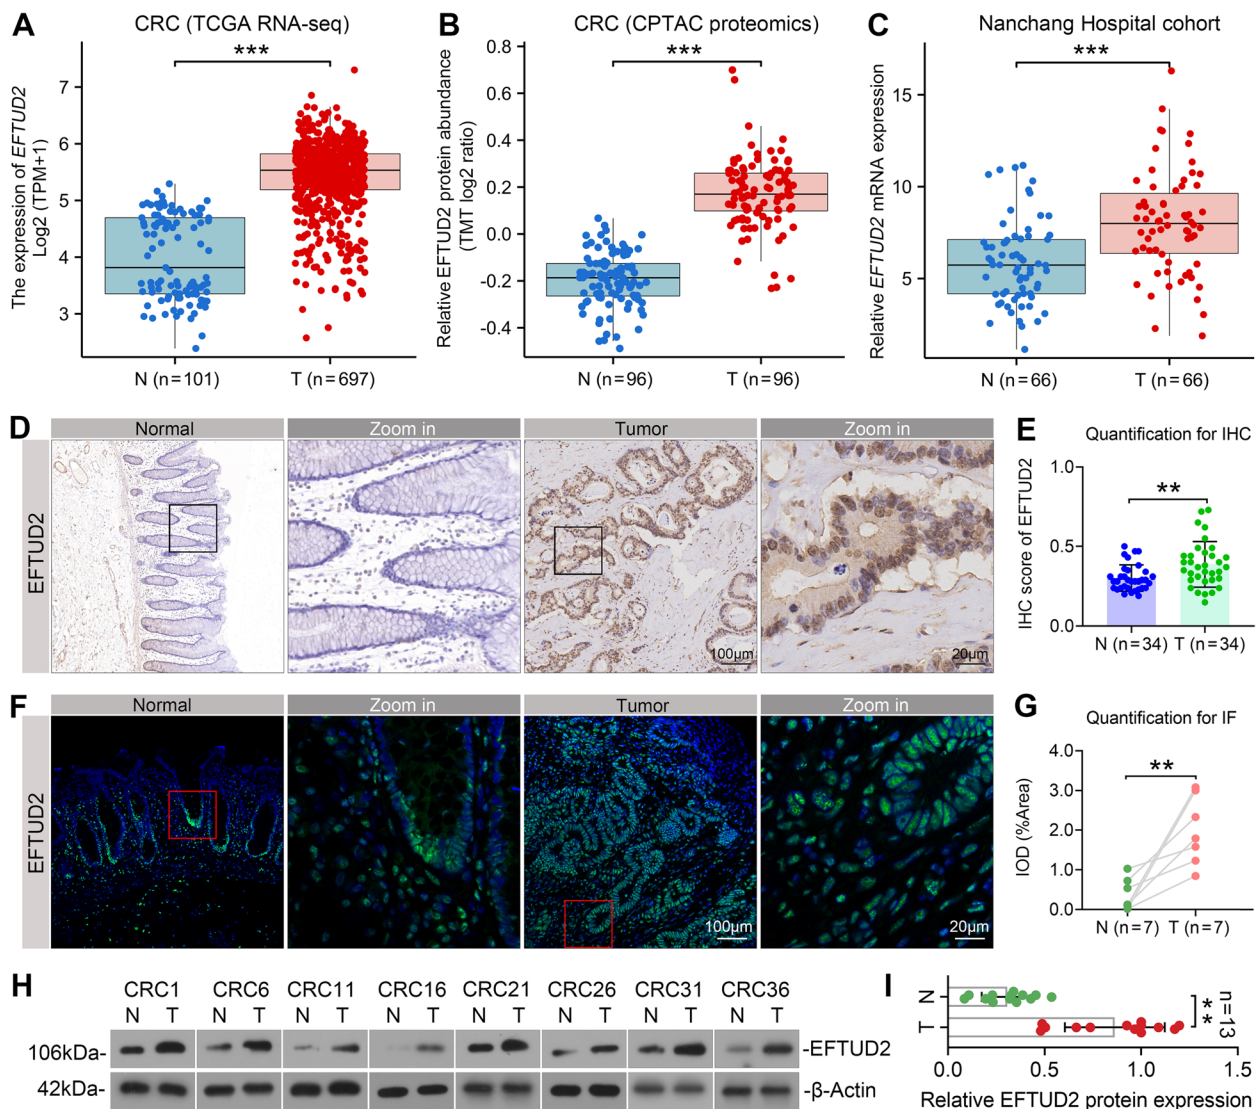 A
CRC (TCGA RNA-seq)
***
The expression of EFTUD2
Log2 (TPM+1)
7
6
5
4
3
N (n=101)
T (n=697)
B
CRC (CPTAC proteomics)
***
Relative EFTUD2 protein abundance
(TMT log2 ratio)
0.8
0.6
0.4
0.2
0.0
-0.2
-0.4
N (n=96)
T (n=96)
C
Nanchang Hospital cohort
***
Relative EFTUD2 mRNA expression
15
10
5
N (n=66)
T (n=66)
D
Normal
Zoom in
Tumor
Zoom in
EFTUD2
100μm
20μm
E
Quantification for IHC
**
IHC score of EFTUD2
1.0
0.5
0.0
N (n=34) T (n=34)
F
Normal
Zoom in
Tumor
Zoom in
EFTUD2
100μm
20μm
G
Quantification for IF
**
IOD (%Area)
4.0
3.0
2.0
1.0
0.0
N (n=7) T (n=7)
H
CRC1 CRC6 CRC11 CRC16 CRC21 CRC26 CRC31 CRC36
N T N T N T N T N T N T N T N T
106kDa-
-EFTUD2
42kDa-
-β-Actin
I
N
T
**
n=13
0.0 0.5 1.0 1.5
Relative EFTUD2 protein expression